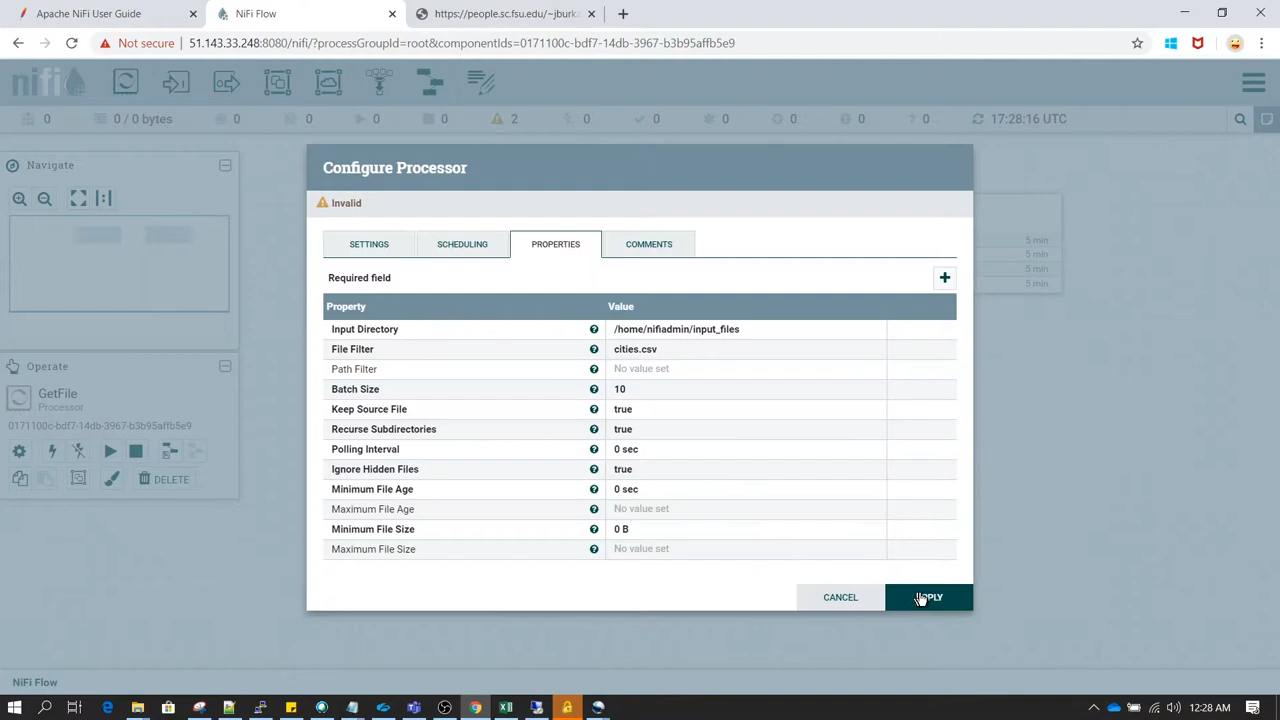 Apache NiFi User Guide
NiFi Flow
https://people.sc.fsu.edu/~jburka
Not secure
51.143.33.248:8080/nifi/?processGroupId=root&componentIds=0171100c-bdf7-14db-3967-b3b95affb5e9
nifi
0
0 / 0 bytes
0
0
0
0
2
0
0
0
0
0
0
17:28:16 UTC
Navigate
Operate
GetFile
Processor
0171100c-bdf7-14db-3967-b3b95affb5e9
DELETE
Configure Processor
Invalid
SETTINGS
SCHEDULING
PROPERTIES
COMMENTS
Required field
Property Value
Input Directory /home/nifiadmin/input_files
File Filter cities.csv
Path Filter No value set
Batch Size 10
Keep Source File true
Recurse Subdirectories true
Polling Interval 0 sec
Ignore Hidden Files true
Minimum File Age 0 sec
Maximum File Age No value set
Minimum File Size 0 B
Maximum File Size No value set
CANCEL
5 min
5 min
5 min
5 min
NiFi Flow
12:28 AM